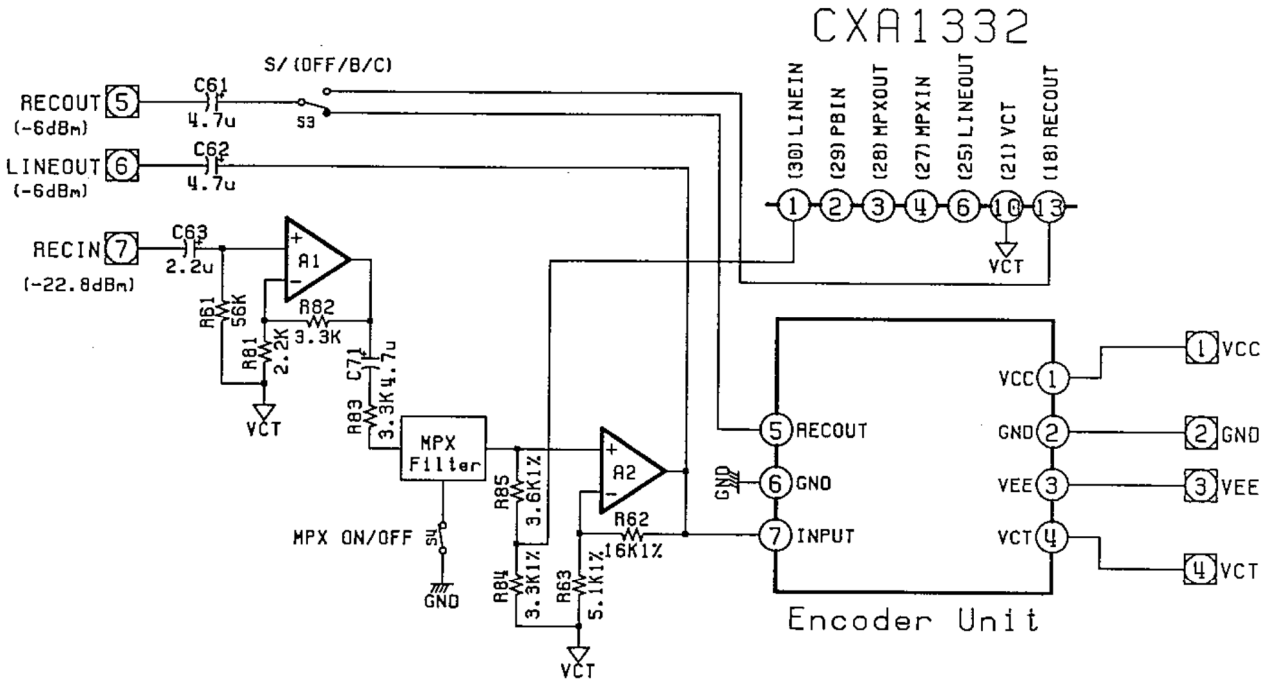 CXA1332
S/(OFF/B/C)
RECOUT 5
(-6dBm)
C61
+
4.7u
S3
LINEOUT 6
(-6dBm)
C62
+
4.7u
RECIN 7
(-22.8dBm)
C63
+
2.2u
R61
56K
+
A1
-
R81
2.2K
R82
3.3K
VCT
C71
+
4.7u
R83
3.3K
MPX
Filter
MPX ON/OFF
S4
GND
R85
3.6K1%
R84
3.3K1%
+
A2
-
R62
16K1%
R63
5.1K1%
VCT
(30)LINEIN
(29)PBIN
(28)MPXOUT
(27)MPXIN
(25)LINEOUT
(21)VCT
(18)RECOUT
1 2 3 4 6 10 13
VCT
5 RECOUT
GND
6 GND
7 INPUT
VCC 1
GND 2
VEE 3
VCT 4
1 VCC
2 GND
3 VEE
4 VCT
Encoder Unit